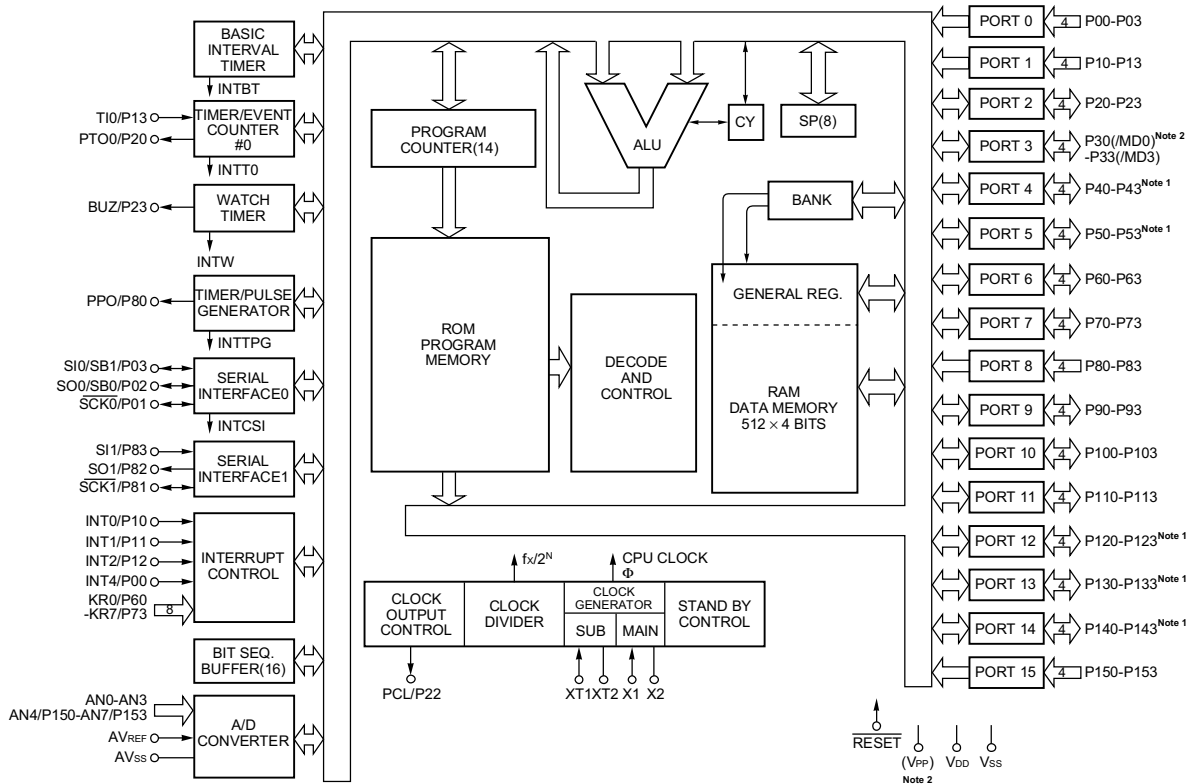 BASIC
INTERVAL
TIMER
INTBT
TI0/P13
PTO0/P20
TIMER/EVENT
COUNTER
#0
INTT0
BUZ/P23
WATCH
TIMER
INTW
PPO/P80
TIMER/PULSE
GENERATOR
INTTPG
SI0/SB1/P03
SO0/SB0/P02
SCK0/P01
SERIAL
INTERFACE0
INTCSI
SI1/P83
SO1/P82
SCK1/P81
SERIAL
INTERFACE1
INT0/P10
INT1/P11
INT2/P12
INT4/P00
KR0/P60
-KR7/P73
8
INTERRUPT
CONTROL
BIT SEQ.
BUFFER(16)
AN0-AN3
AN4/P150-AN7/P153
AVREF
AVSS
A/D
CONVERTER
PROGRAM
COUNTER(14)
ALU
CY
SP(8)
BANK
ROM
PROGRAM
MEMORY
DECODE
AND
CONTROL
GENERAL REG.
RAM
DATA MEMORY
512 × 4 BITS
fX/2N
CPU CLOCK
Φ
CLOCK
OUTPUT
CONTROL
CLOCK
DIVIDER
CLOCK
GENERATOR
SUB
MAIN
STAND BY
CONTROL
PCL/P22
XT1 XT2 X1 X2
PORT 0 4 P00-P03
PORT 1 4 P10-P13
PORT 2 4 P20-P23
PORT 3 4 P30(/MD0)Note 2
-P33(/MD3)
PORT 4 4 P40-P43Note 1
PORT 5 4 P50-P53Note 1
PORT 6 4 P60-P63
PORT 7 4 P70-P73
PORT 8 4 P80-P83
PORT 9 4 P90-P93
PORT 10 4 P100-P103
PORT 11 4 P110-P113
PORT 12 4 P120-P123Note 1
PORT 13 4 P130-P133Note 1
PORT 14 4 P140-P143Note 1
PORT 15 4 P150-P153
RESET
(VPP) VDD VSS
Note 2